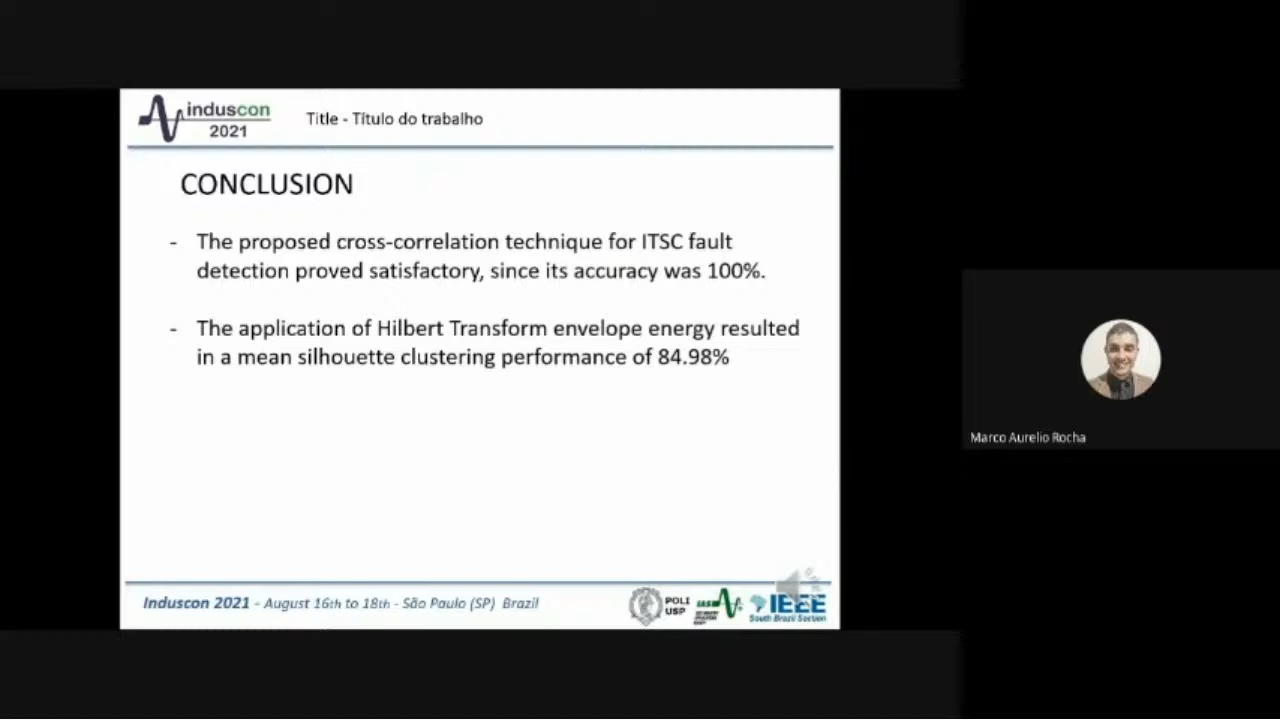 induscon
2021
Title - Título do trabalho
CONCLUSION
- The proposed cross-correlation technique for ITSC fault
detection proved satisfactory, since its accuracy was 100%.
- The application of Hilbert Transform envelope energy resulted
in a mean silhouette clustering performance of 84.98%
Marco Aurelio Rocha
Induscon 2021 - August 16th to 18th - São Paulo (SP) Brazil
POLI
USP
IAS
IEEE
South Brazil Section